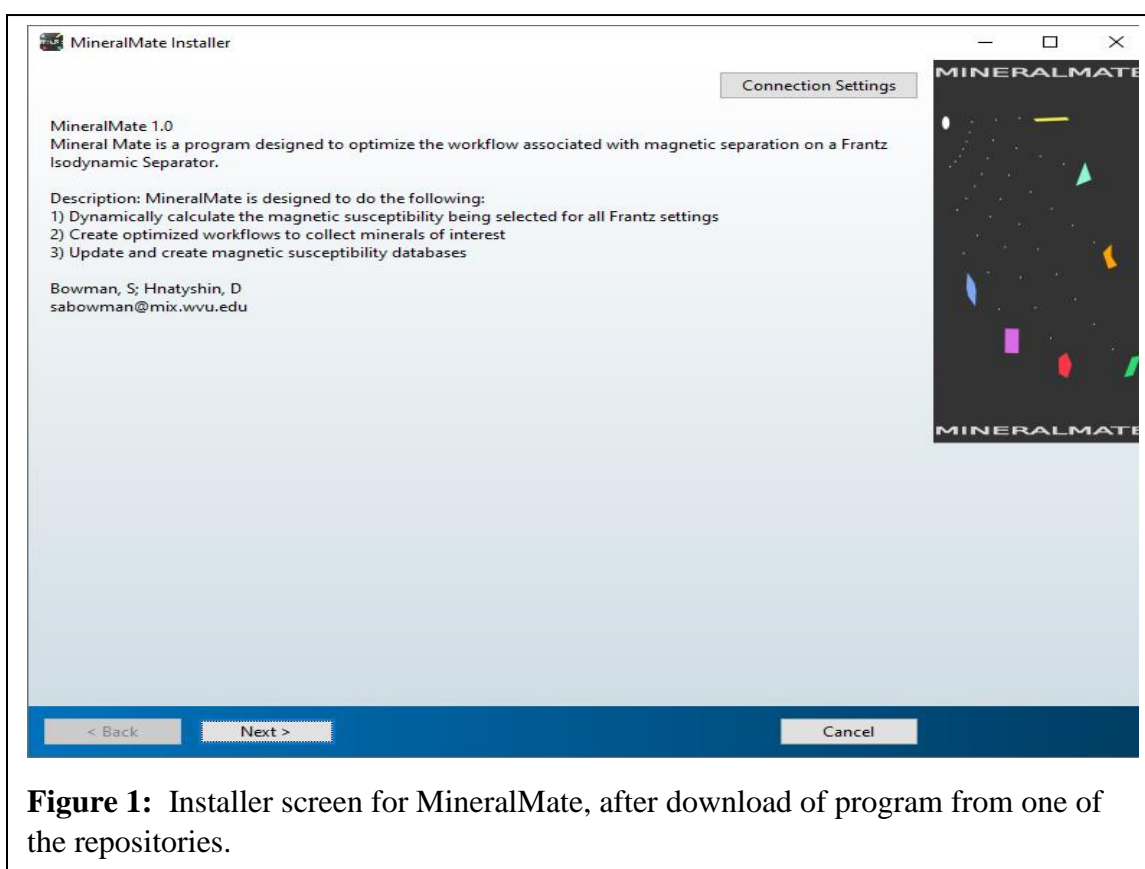 MineralMate Installer
Connection Settings
MINERALMATE
MineralMate 1.0
Mineral Mate is a program designed to optimize the workflow associated with magnetic separation on a Frantz
Isodynamic Separator.
Description: MineralMate is designed to do the following:
1) Dynamically calculate the magnetic susceptibility being selected for all Frantz settings
2) Create optimized workflows to collect minerals of interest
3) Update and create magnetic susceptibility databases
Bowman, S; Hnatyshin, D
sabowman@mix.wvu.edu
MINERALMATE
< Back
Next >
Cancel
Figure 1:  Installer screen for MineralMate, after download of program from one of
the repositories.